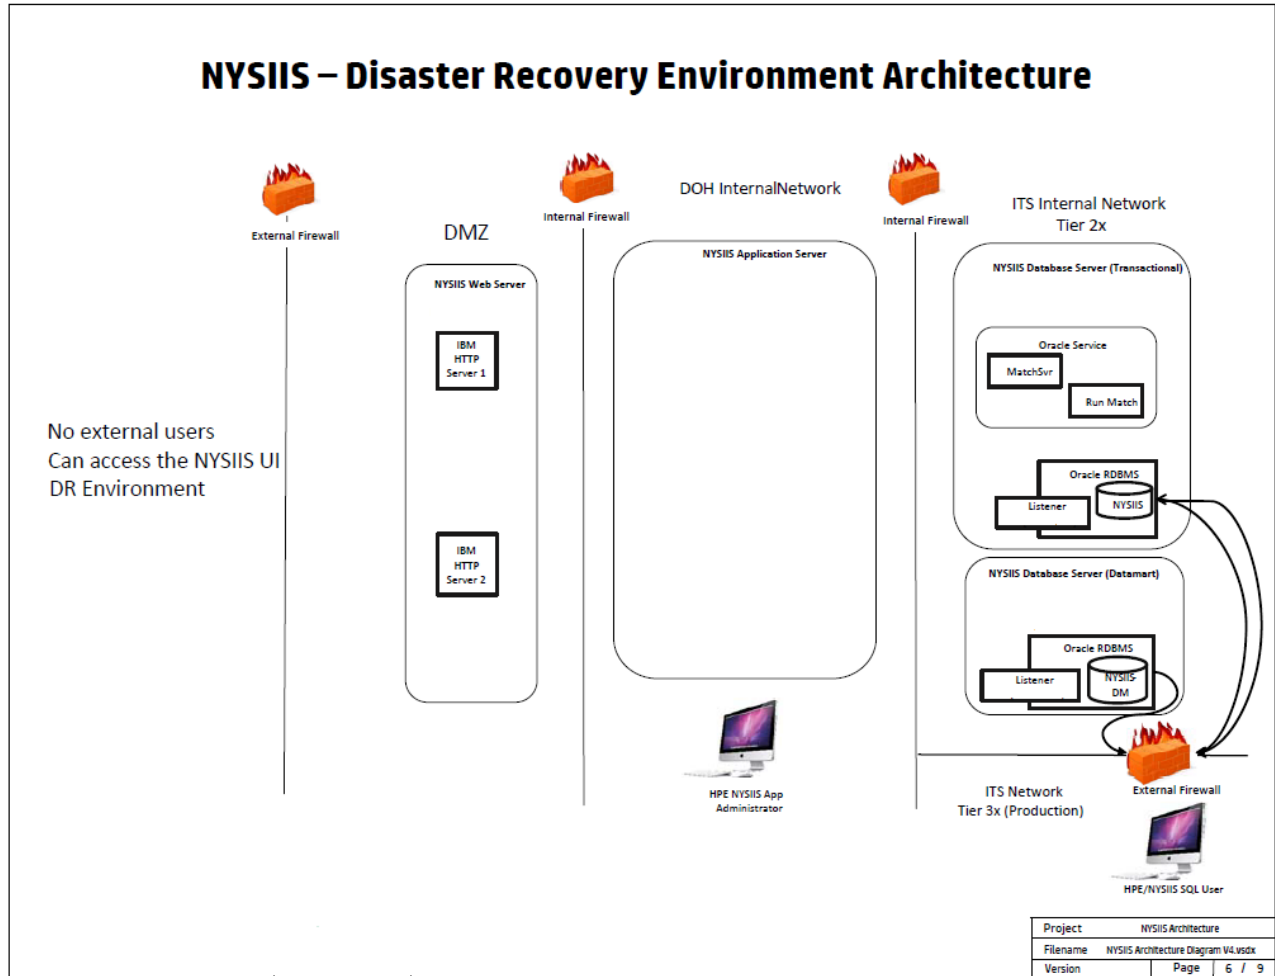 NYSIIS – Disaster Recovery Environment Architecture
External Firewall
DMZ
Internal Firewall
DOH InternalNetwork
Internal Firewall
ITS Internal Network
Tier 2x
NYSIIS Web Server
IBM
HTTP
Server 1
IBM
HTTP
Server 2
NYSIIS Application Server
NYSIIS Database Server (Transactional)
Oracle Service
MatchSvr
Run Match
Oracle RDBMS
Listener
NYSIIS
NYSIIS Database Server (Datamart)
Oracle RDBMS
Listener
NYSIIS-
DM
No external users
Can access the NYSIIS UI
DR Environment
HPE NYSIIS App
Administrator
ITS Network
Tier 3x (Production)
External Firewall
HPE/NYSIIS SQL User
Project NYSIIS Architecture
Filename NYSIIS Architecture Diagram V4.vsdx
Version Page 6 / 9